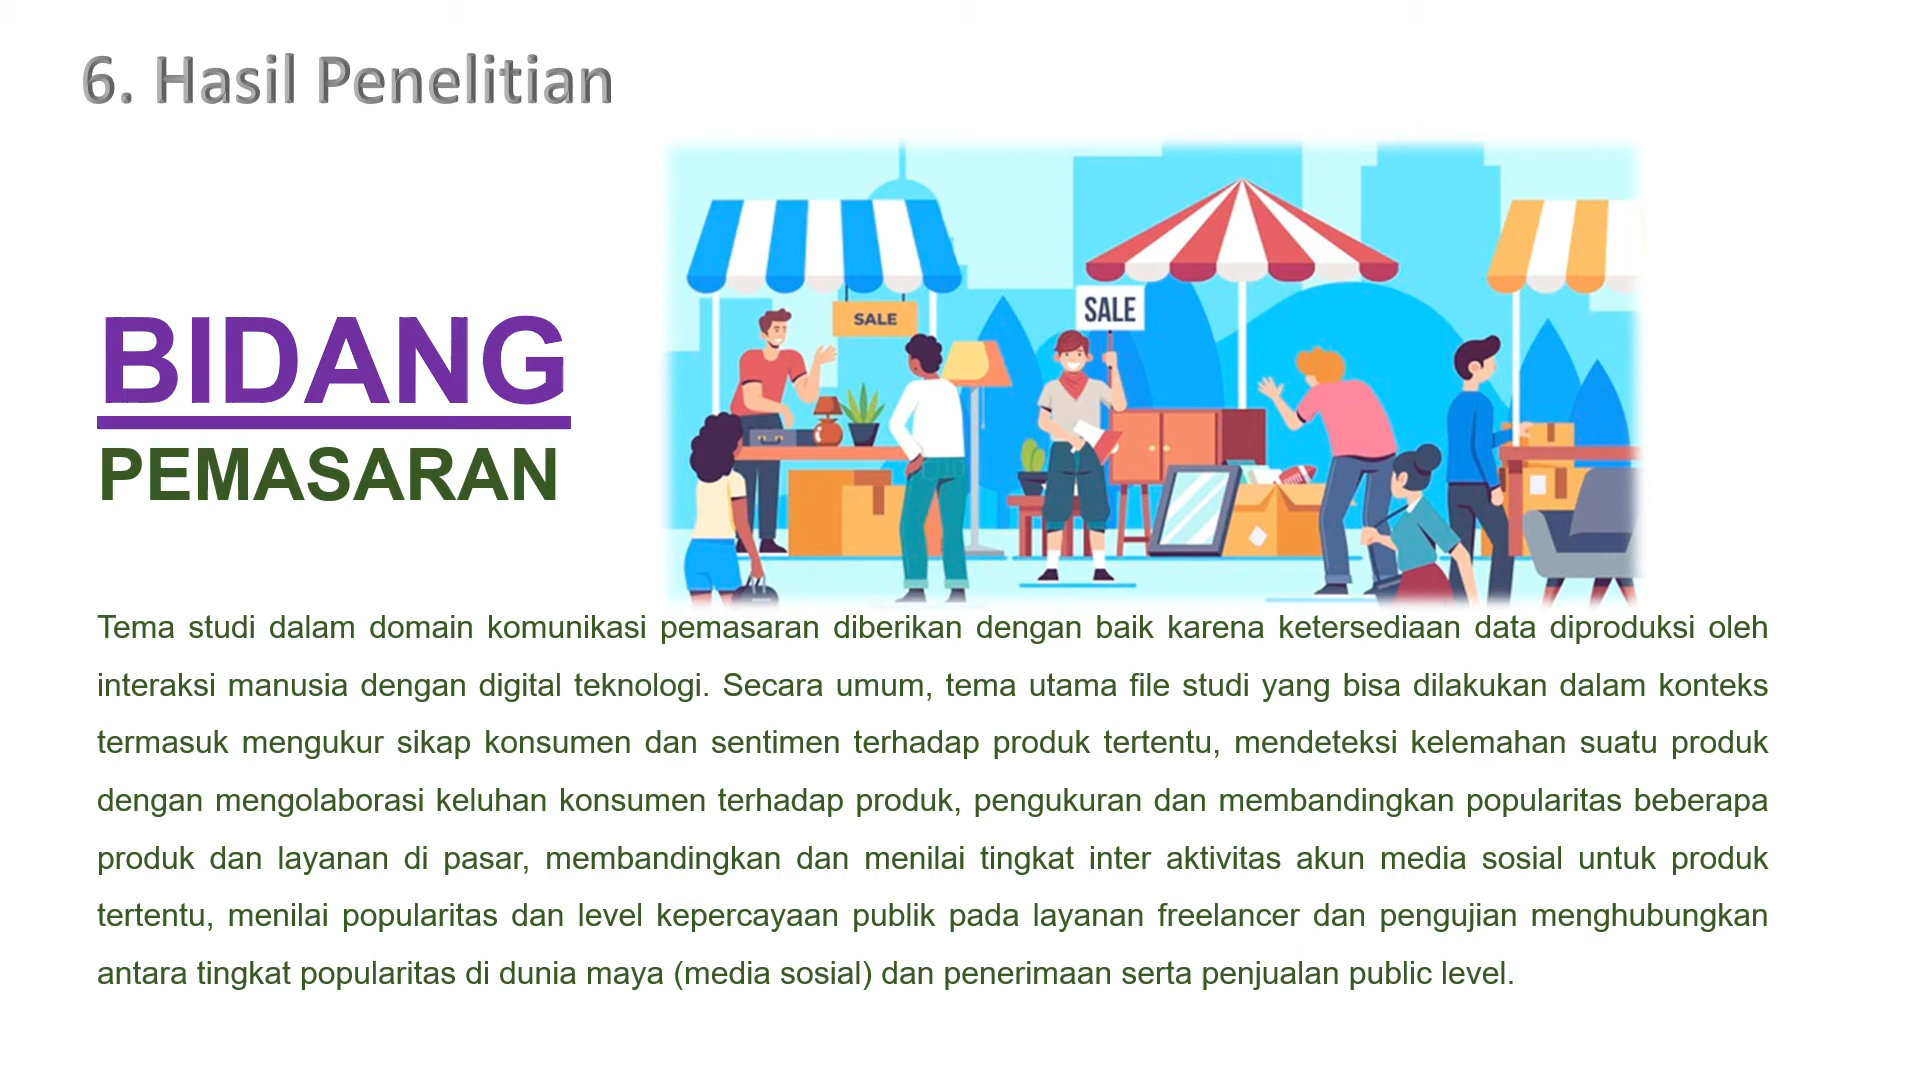 6. Hasil Penelitian
SALE
SALE
BIDANG
PEMASARAN
Tema studi dalam domain komunikasi pemasaran diberikan dengan baik karena ketersediaan data diproduksi oleh
interaksi manusia dengan digital teknologi. Secara umum, tema utama file studi yang bisa dilakukan dalam konteks
termasuk mengukur sikap konsumen dan sentimen terhadap produk tertentu, mendeteksi kelemahan suatu produk
dengan mengolaborasi keluhan konsumen terhadap produk, pengukuran dan membandingkan popularitas beberapa
produk dan layanan di pasar, membandingkan dan menilai tingkat inter aktivitas akun media sosial untuk produk
tertentu, menilai popularitas dan level kepercayaan publik pada layanan freelancer dan pengujian menghubungkan
antara tingkat popularitas di dunia maya (media sosial) dan penerimaan serta penjualan public level.